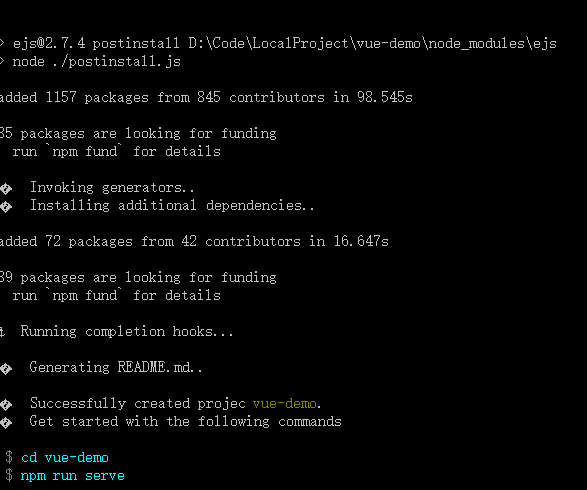 > ejs@2.7.4 postinstall D:\Code\LocalProject\vue-demo\node_modules\ejs
> node ./postinstall.js
added 1157 packages from 845 contributors in 98.545s
85 packages are looking for funding
run `npm fund` for details
� Invoking generators..
� Installing additional dependencies..
added 72 packages from 42 contributors in 16.647s
89 packages are looking for funding
run `npm fund` for details
Running completion hooks...
� Generating README.md..
� Successfully created projec vue-demo.
� Get started with the following commands
$ cd vue-demo
$ npm run serve